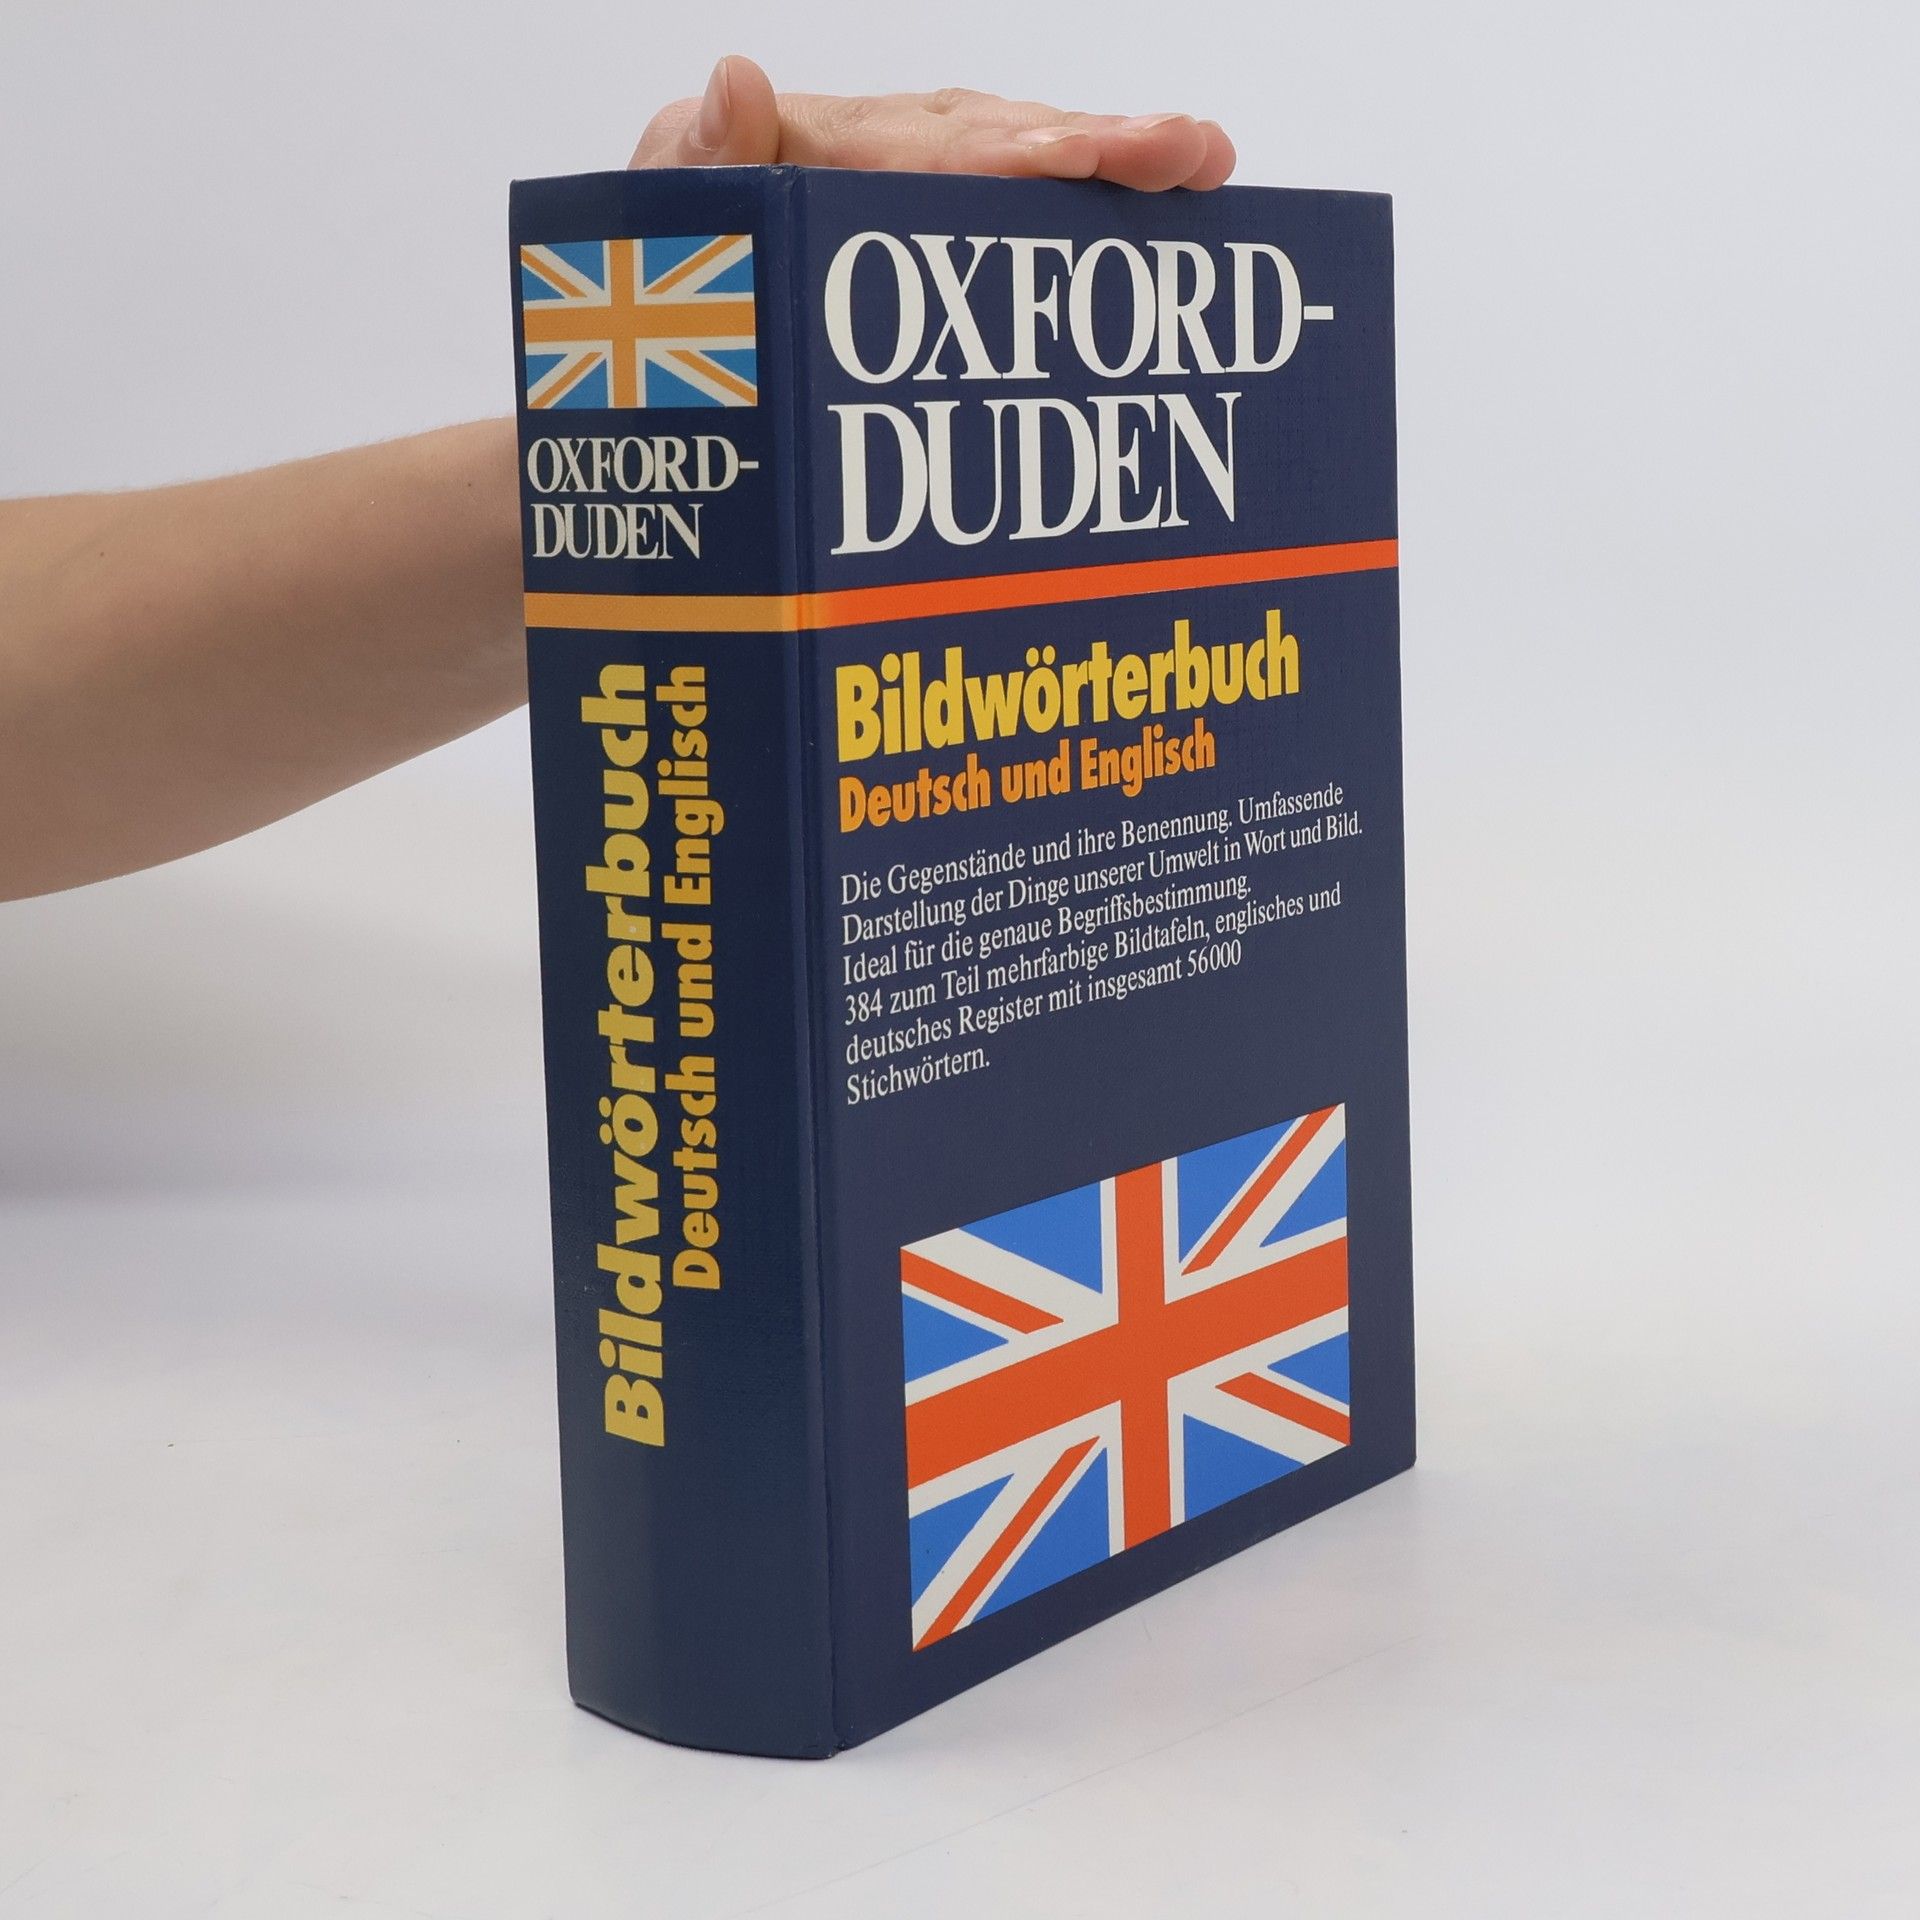 OXFORD-
DUDEN
Bildwörterbuch
Deutsch und Englisch
OXFORD-
DUDEN
Bildwörterbuch
Deutsch und Englisch
Die Gegenstände und ihre Benennung. Umfassende
Darstellung der Dinge unserer Umwelt in Wort und Bild.
Ideal für die genaue Begriffsbestimmung.
384 zum Teil mehrfarbige Bildtafeln, englisches und
deutsches Register mit insgesamt 56000
Stichwörtern.